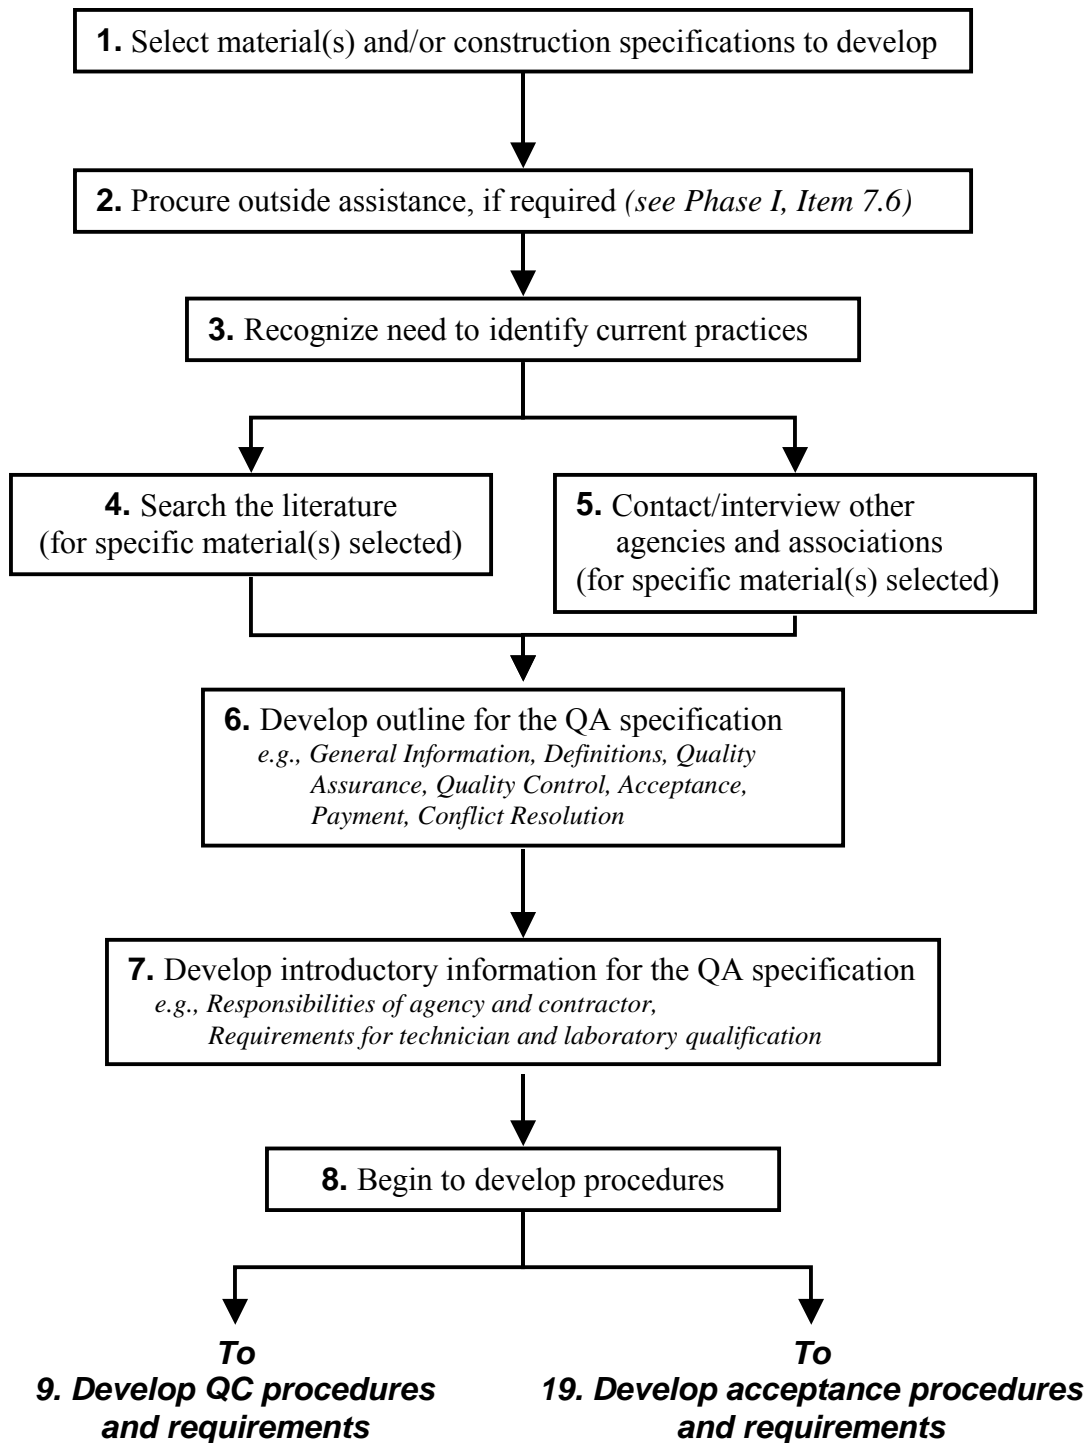 1. Select material(s) and/or construction specifications to develop
2. Procure outside assistance, if required (see Phase I, Item 7.6)
3. Recognize need to identify current practices
4. Search the literature
(for specific material(s) selected)
5. Contact/interview other
agencies and associations
(for specific material(s) selected)
6. Develop outline for the QA specification
e.g., General Information, Definitions, Quality
Assurance, Quality Control, Acceptance,
Payment, Conflict Resolution
7. Develop introductory information for the QA specification
e.g., Responsibilities of agency and contractor,
Requirements for technician and laboratory qualification
8. Begin to develop procedures
To
9. Develop QC procedures
and requirements
To
19. Develop acceptance procedures
and requirements